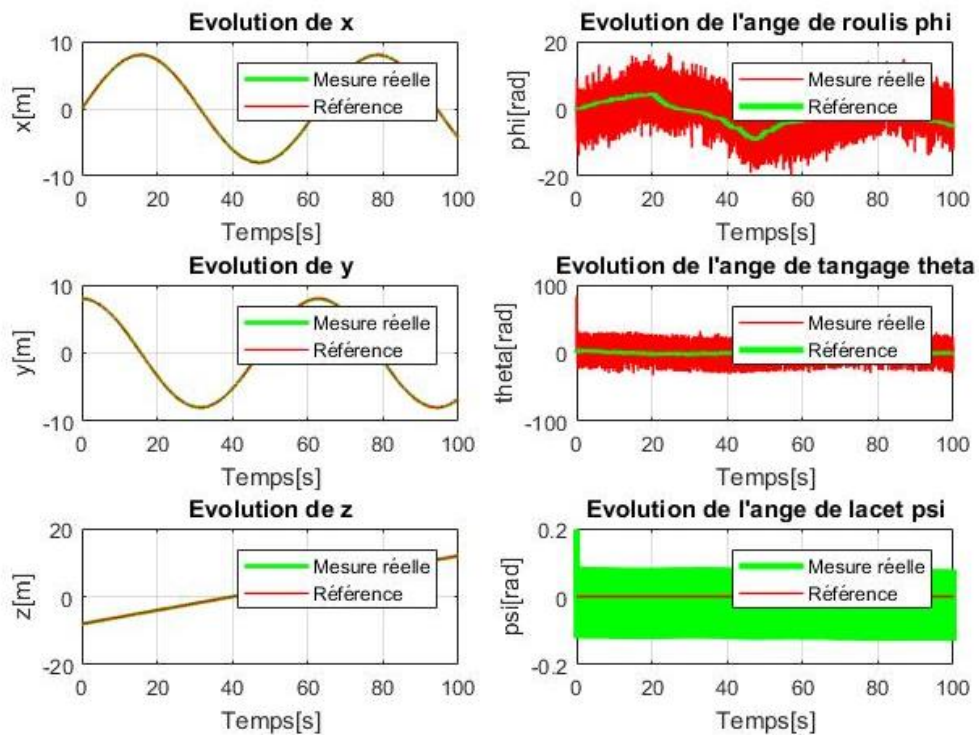 Evolution de x
10
0
-10
x[m]
Mesure réelle
Référence
0 20 40 60 80 100
Temps[s]
Evolution de l'ange de roulis phi
20
0
-20
phi[rad]
Mesure réelle
Référence
0 20 40 60 80 100
Temps[s]
Evolution de y
10
0
-10
y[m]
Mesure réelle
Référence
0 20 40 60 80 100
Temps[s]
Evolution de l'ange de tangage theta
100
0
-100
theta[rad]
Mesure réelle
Référence
0 20 40 60 80 100
Temps[s]
Evolution de z
20
0
-20
z[m]
Mesure réelle
Référence
0 20 40 60 80 100
Temps[s]
Evolution de l'ange de lacet psi
0.2
0
-0.2
psi[rad]
Mesure réelle
Référence
0 20 40 60 80 100
Temps[s]